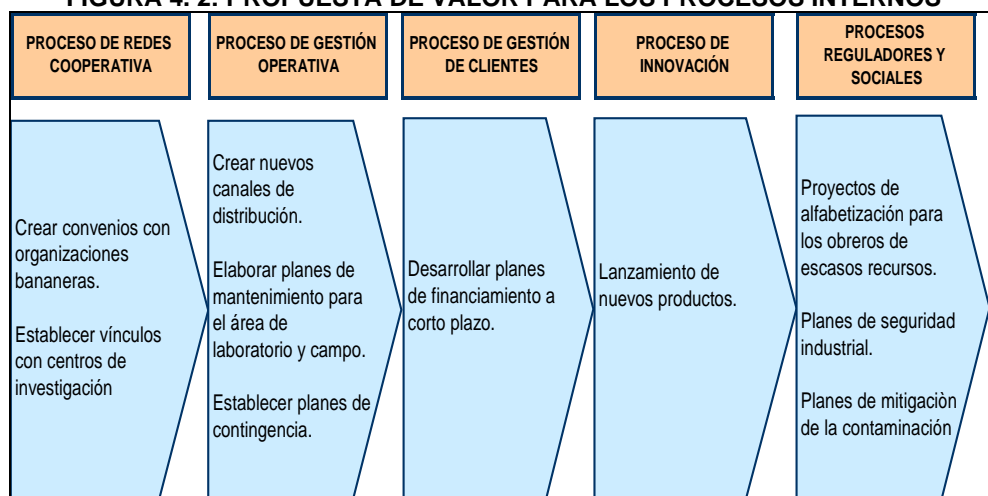 FIGURA 4. 2. PROPUESTA DE VALOR PARA LOS PROCESOS INTERNOS
PROCESO DE REDES
COOPERATIVA
PROCESO DE GESTIÓN
OPERATIVA
PROCESO DE GESTIÓN
DE CLIENTES
PROCESO DE
INNOVACIÓN
PROCESOS
REGULADORES Y
SOCIALES
Crear convenios con
organizaciones
bananeras.
Establecer vínculos
con centros de
investigación
Crear nuevos
canales de
distribución.
Elaborar planes de
mantenimiento para
el área de
laboratorio y campo.
Establecer planes de
contingencia.
Desarrollar planes
de financiamiento a
corto plazo.
Lanzamiento de
nuevos productos.
Proyectos de
alfabetización para
los obreros de
escasos recursos.
Planes de seguridad
industrial.
Planes de mitigaciòn
de la contaminación